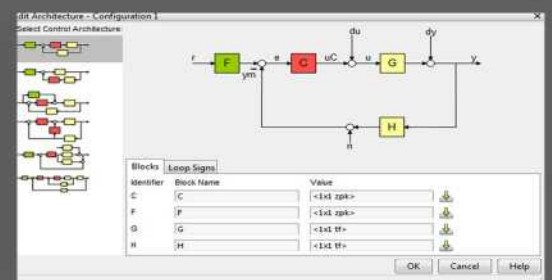 dit Architecture - Configuration 1
Select Control Architecture:
du dy
r F e C uC u G y
ym
H
n
Blocks Loop Signs
Identifier Block Name Value
C C <1x1 zpk>
F F <1x1 zpk>
G G <1x1 tf>
H H <1x1 tf>
OK Cancel Help